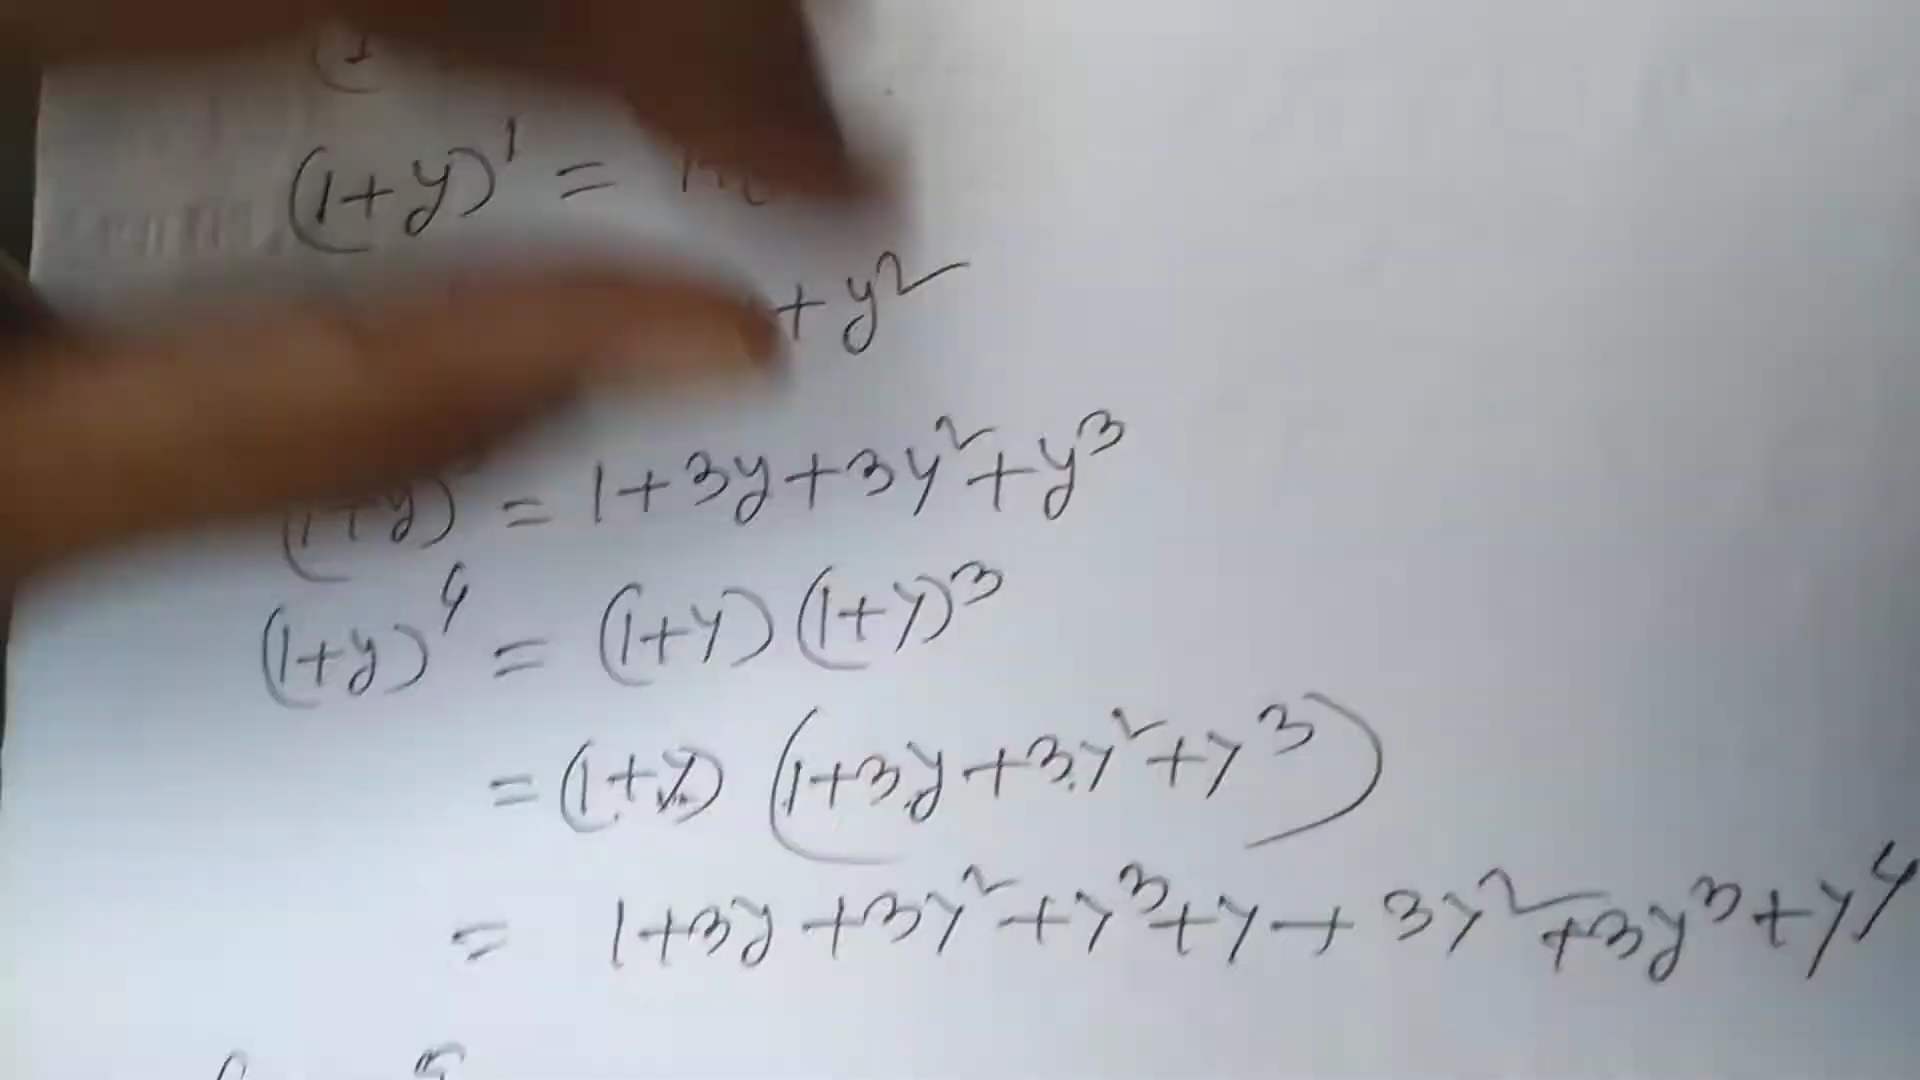 (1+y)¹ =
+ y²
(1+y) = 1+3y+3y²+y³
(1+y)⁴ = (1+y) (1+y)³
= (1+y) (1+3y+3y²+y³)
= 1+3y+3y²+y³+y+3y²+3y³+y⁴